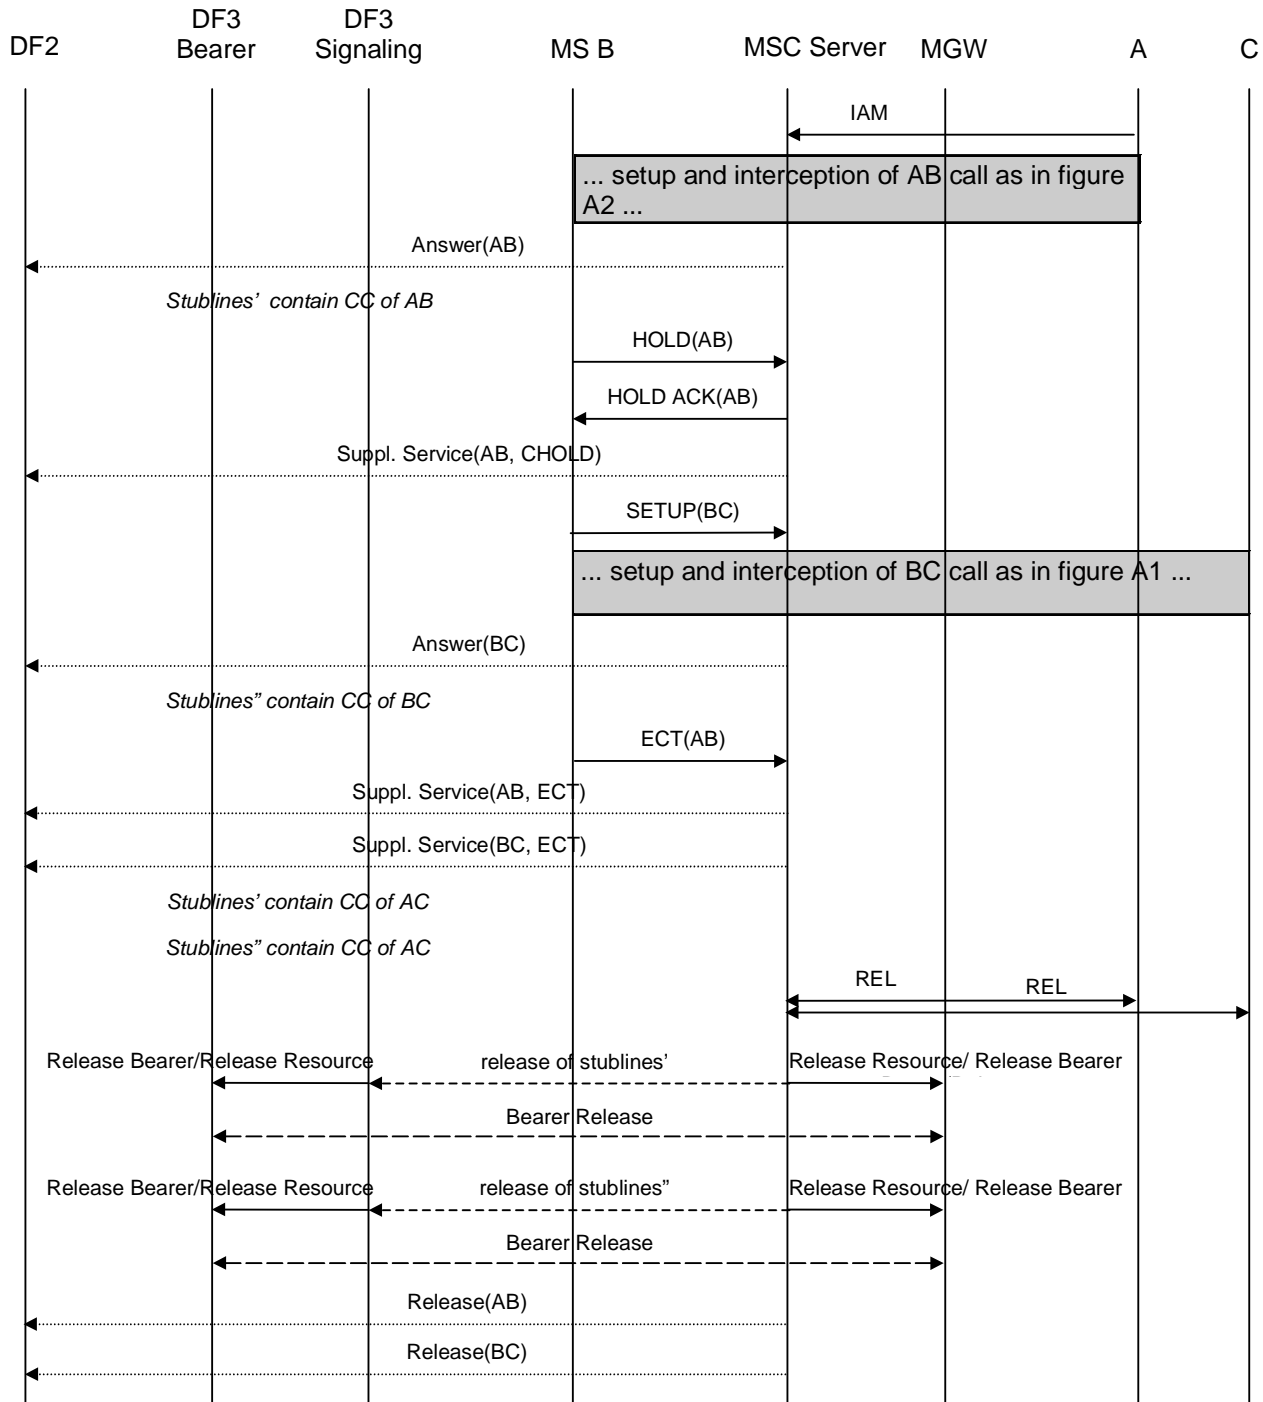 DF2
DF3
Bearer
DF3
Signaling
MS B
MSC Server
MGW
A
C
IAM
... setup and interception of AB call as in figure
A2 ...
Answer(AB)
Stublines’ contain CC of AB
HOLD(AB)
HOLD ACK(AB)
Suppl. Service(AB, CHOLD)
SETUP(BC)
... setup and interception of BC call as in figure A1 ...
Answer(BC)
Stublines” contain CC of BC
ECT(AB)
Suppl. Service(AB, ECT)
Suppl. Service(BC, ECT)
Stublines’ contain CC of AC
Stublines” contain CC of AC
REL
REL
Release Bearer/Release Resource
release of stublines’
Release Resource/ Release Bearer
Bearer Release
Release Bearer/Release Resource
release of stublines”
Release Resource/ Release Bearer
Bearer Release
Release(AB)
Release(BC)